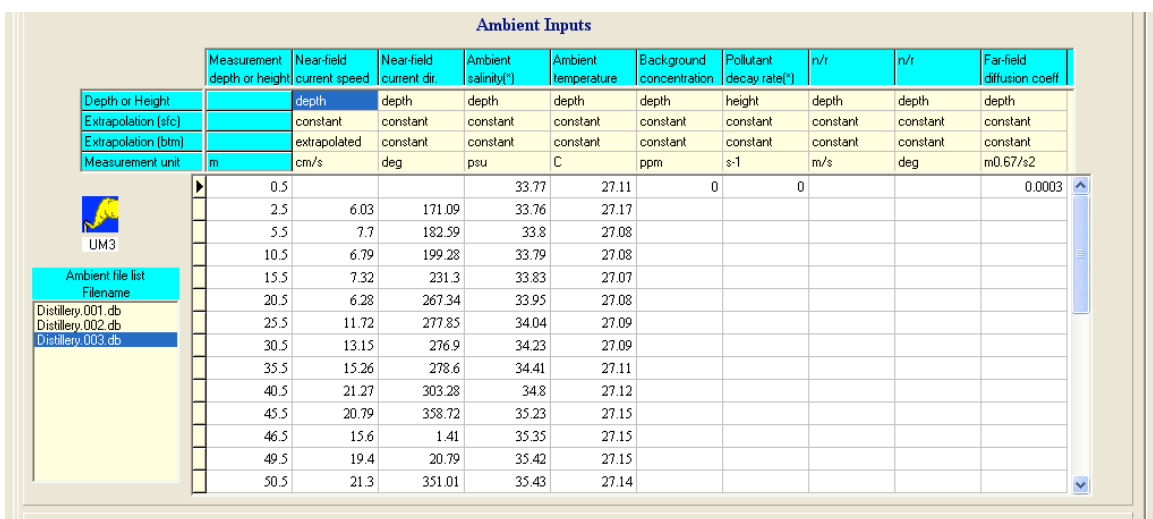 Ambient Inputs
Measurement depth or height Near-field current speed Near-field current dir. Ambient salinity(*) Ambient temperature Background concentration Pollutant decay rate(*) n/r n/r Far-field diffusion coeff n/r
Depth or Height depth depth depth depth depth height depth depth depth
Extrapolation (sfc) constant constant constant constant constant constant constant constant constant
Extrapolation (btm) extrapolated constant constant constant constant constant constant constant constant
Measurement unit m cm/s deg psu C ppm s-1 m/s deg m0.67/s2
0.5 33.77 27.11 0 0 0.0003
2.5 6.03 171.09 33.76 27.17
5.5 7.7 182.59 33.8 27.08
10.5 6.79 199.28 33.79 27.08
15.5 7.32 231.3 33.83 27.07
20.5 6.28 267.34 33.95 27.08
25.5 11.72 277.85 34.04 27.09
30.5 13.15 276.9 34.23 27.09
35.5 15.26 278.6 34.41 27.11
40.5 21.27 303.28 34.8 27.12
45.5 20.79 358.72 35.23 27.15
46.5 15.6 1.41 35.35 27.15
49.5 19.4 20.79 35.42 27.15
50.5 21.3 351.01 35.43 27.14
UM3
Ambient file list
Filename
Distillery.001.db
Distillery.002.db
Distillery.003.db